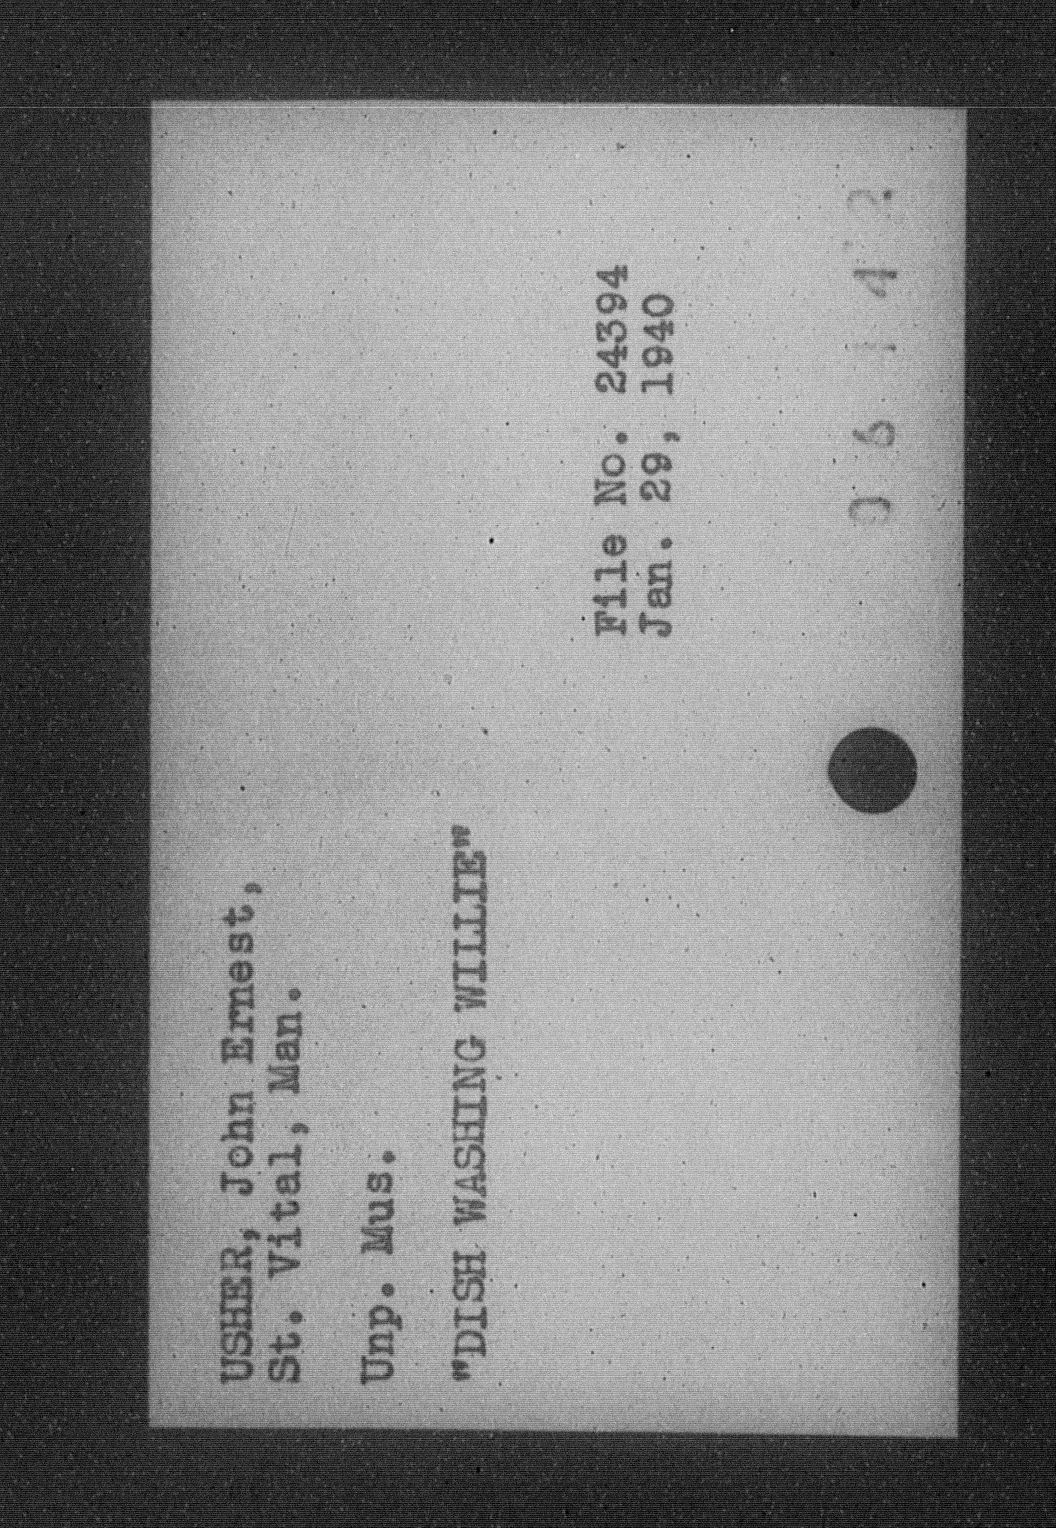 USHER, John Ernest,
St. Vital, Man.
Unp. Mus.
"DISH WASHING WILLIE"
File No. 24394
Jan. 29, 1940